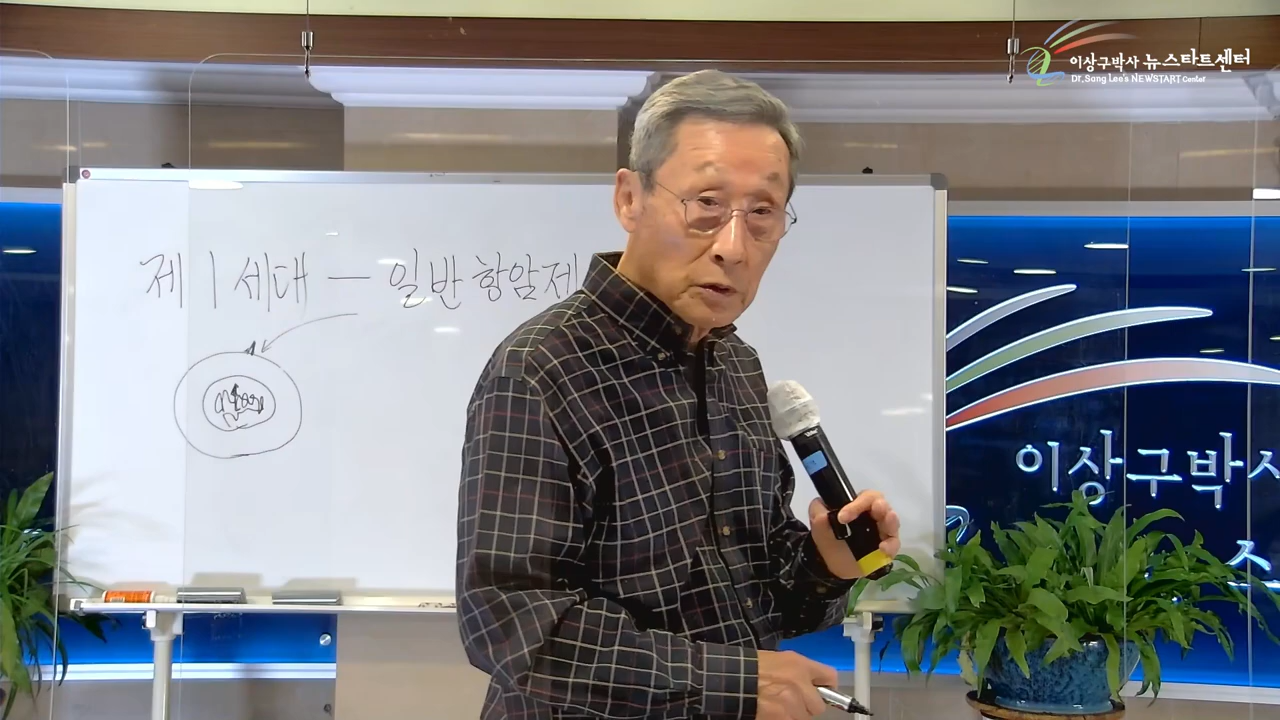 이상구박사 뉴스타트센터
Dr. Sang Lee's NEWSTART Center
제 1 세대 — 일반 항암제
이상구박사